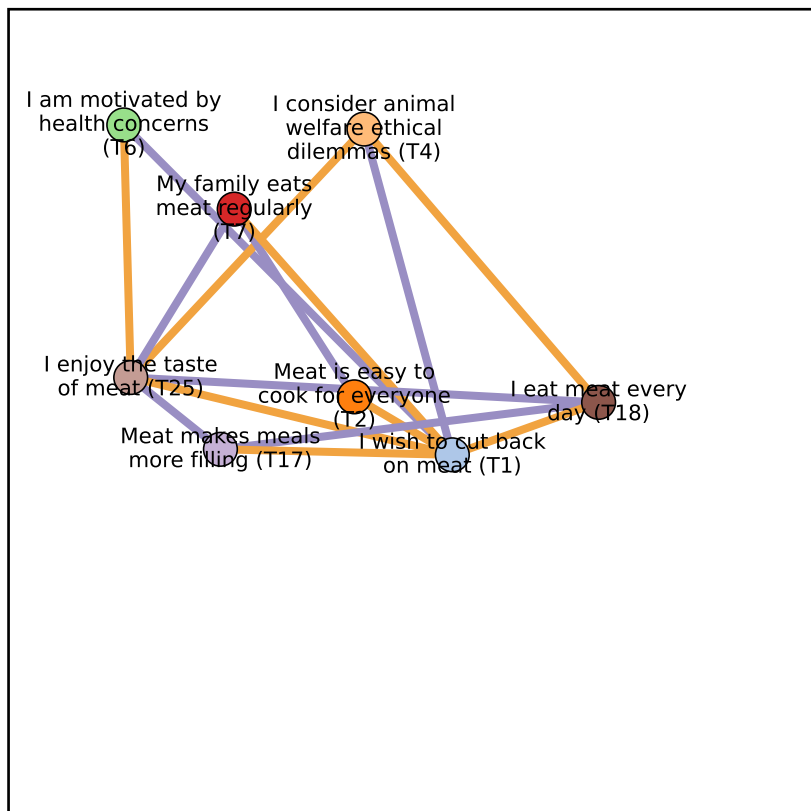 I am motivated by
health concerns
(T6)
I consider animal
welfare ethical
dilemmas (T4)
My family eats
meat regularly
(T7)
I enjoy the taste
of meat (T25)
Meat is easy to
cook for everyone
(T2)
I eat meat every
day (T18)
Meat makes meals
more filling (T17)
I wish to cut back
on meat (T1)